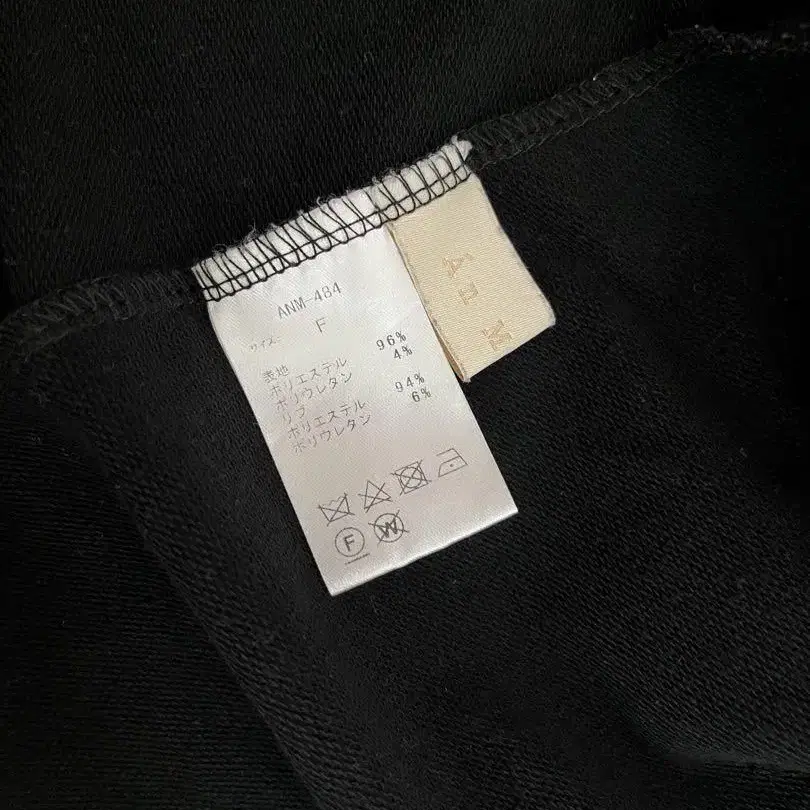 ANM-484
サイズ F
表地
ポリエステル 96%
ポリウレタン 4%
リブ
ポリエステル 94%
ポリウレタン 6%
F W
An M